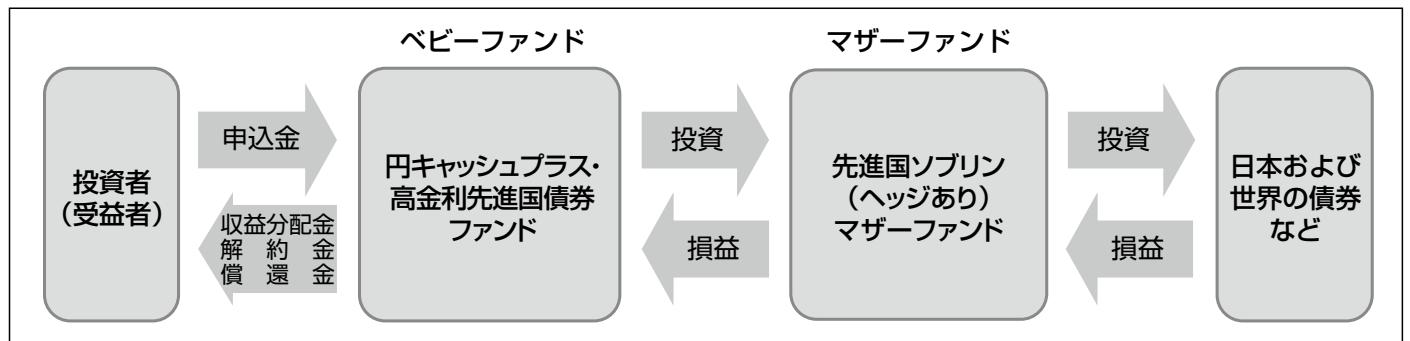 ベビーファンド
マザーファンド
投資者
（受益者）
申込金
収益分配金
解約金
償還金
円キャッシュプラス・
高金利先進国債券
ファンド
投資
損益
先進国ソブリン
（ヘッジあり）
マザーファンド
投資
損益
日本および
世界の債券
など